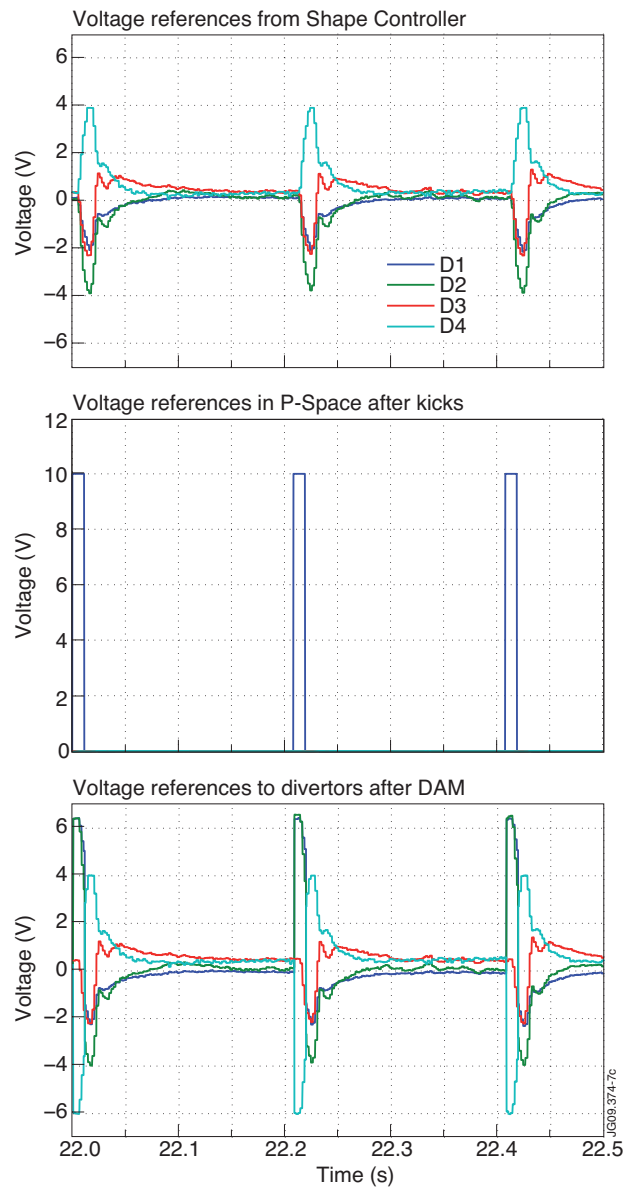 Voltage references from Shape Controller
6
4
2
0
−2
−4
−6
Voltage (V)
D1
D2
D3
D4
Voltage references in P-Space after kicks
12
10
8
6
4
2
0
Voltage (V)
Voltage references to divertors after DAM
6
4
2
0
−2
−4
−6
Voltage (V)
22.0 22.1 22.2 22.3 22.4 22.5
Time (s)
JG09.374-7c